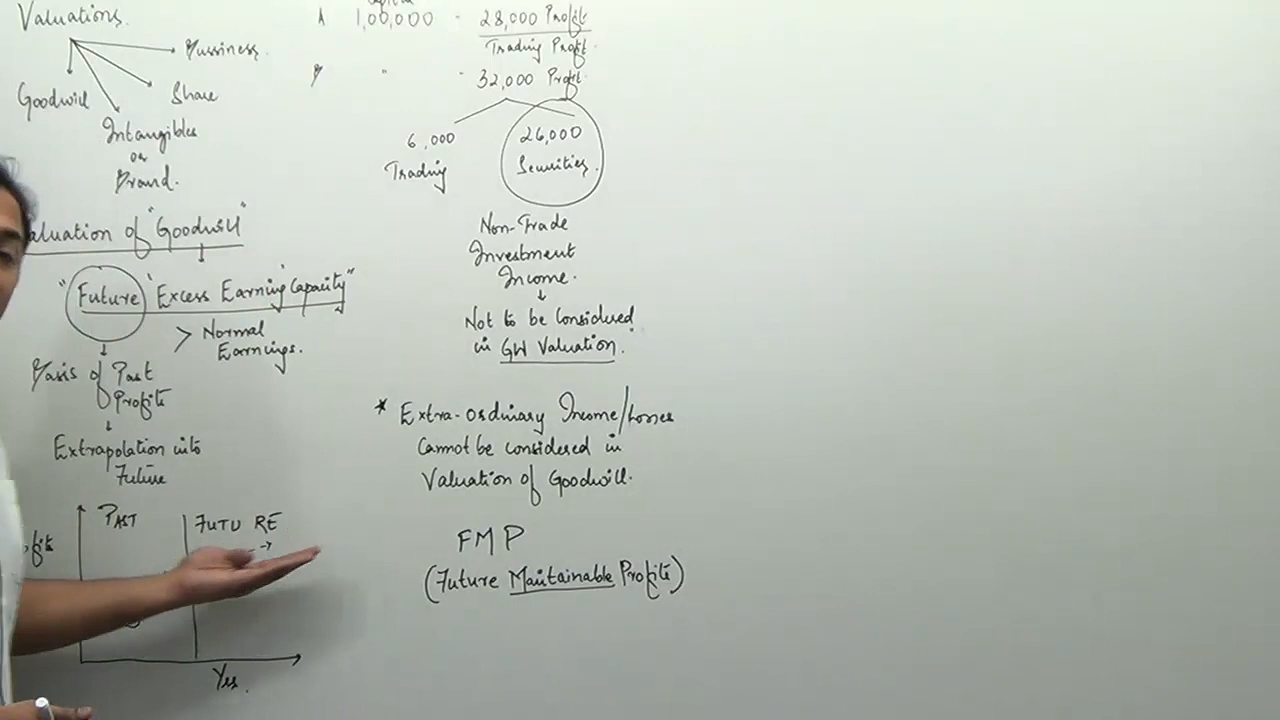 Valuations.
Bussiness.
Goodwill
Share
Intangibles
or
Brand.
aluation of "Goodwill"
"Future "Excess Earning Capacity"
> Normal
Earnings.
Basis of Past
Profits
Extrapolation into
Future
PAST
FUTURE
Yrs.
Capital
A 1,00,000 - 28,000 Profit
Trading Profit.
B " - 32,000 Profit.
6,000
Trading
26,000
Securities.
Non-Trade
Investment
Income.
Not to be Considered
in GW Valuation.
* Extra-Ordinary Income/Losses
Cannot be considered in
Valuation of Goodwill.
FMP
(Future Maintainable Profits)